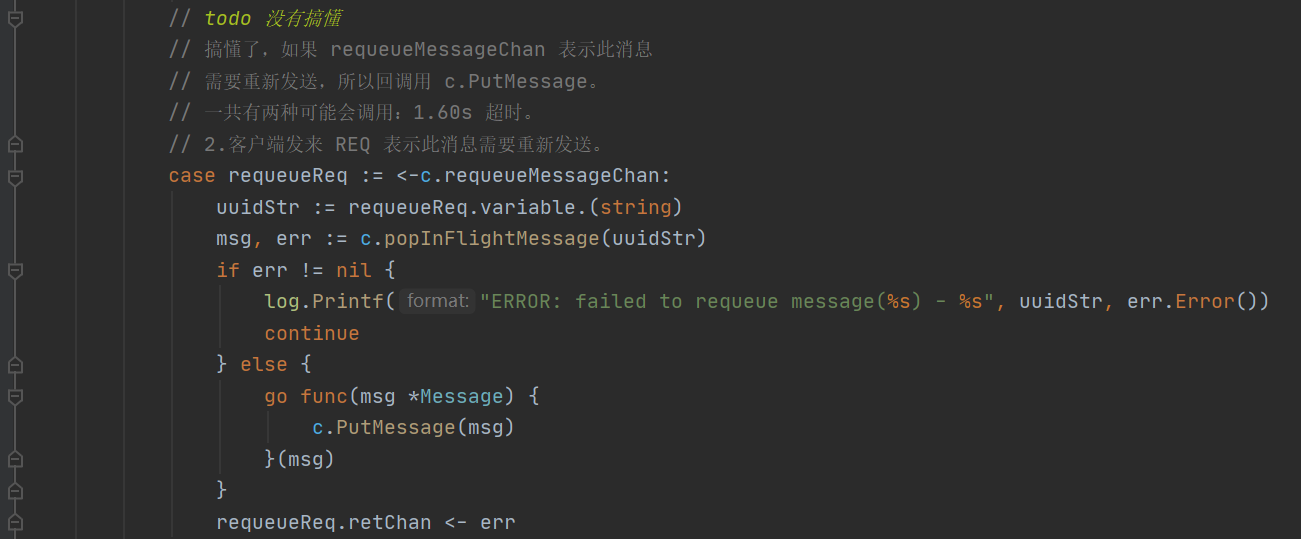 // todo 没有搞懂
// 搞懂了，如果 requeueMessageChan 表示此消息
// 需要重新发送，所以回调用 c.PutMessage。
// 一共有两种可能会调用：1.60s 超时。
// 2.客户端发来 REQ 表示此消息需要重新发送。
case requeueReq := <-c.requeueMessageChan:
uuidStr := requeueReq.variable.(string)
msg, err := c.popInFlightMessage(uuidStr)
if err != nil {
log.Printf( format: "ERROR: failed to requeue message(%s) - %s", uuidStr, err.Error())
continue
} else {
go func(msg *Message) {
c.PutMessage(msg)
}(msg)
}
requeueReq.retChan <- err